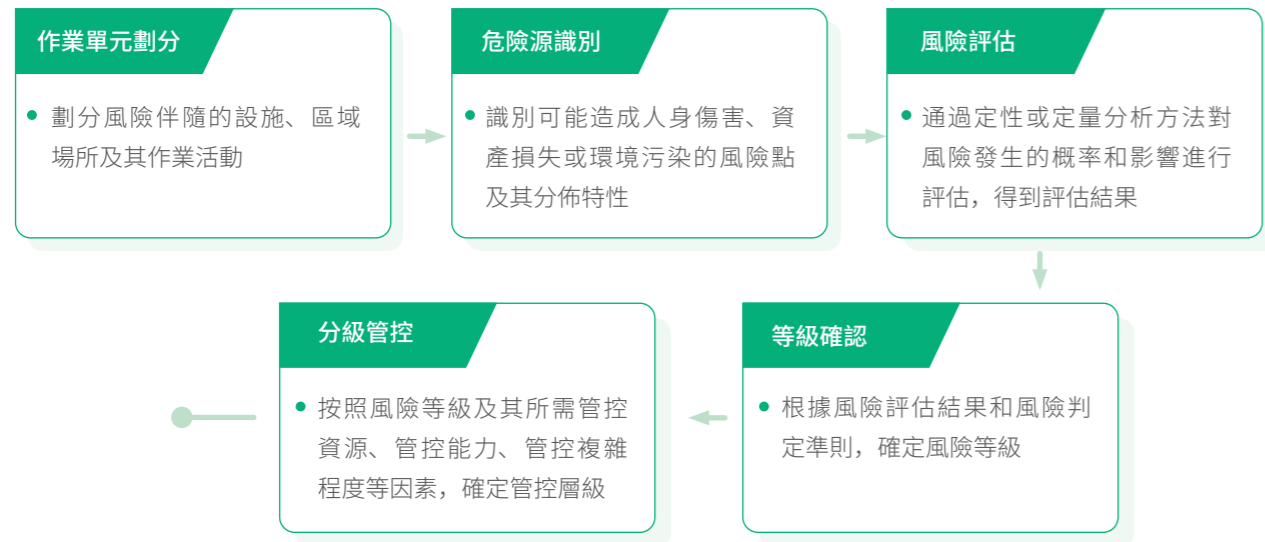 作業單元劃分
劃分風險伴隨的設施、區域
場所及其作業活動
危險源識別
識別可能造成人身傷害、資
產損失或環境污染的風險點
及其分佈特性
風險評估
通過定性或定量分析方法對
風險發生的概率和影響進行
評估，得到評估結果
等級確認
根據風險評估結果和風險判
定準則，確定風險等級
分級管控
按照風險等級及其所需管控
資源、管控能力、管控複雜
程度等因素，確定管控層級